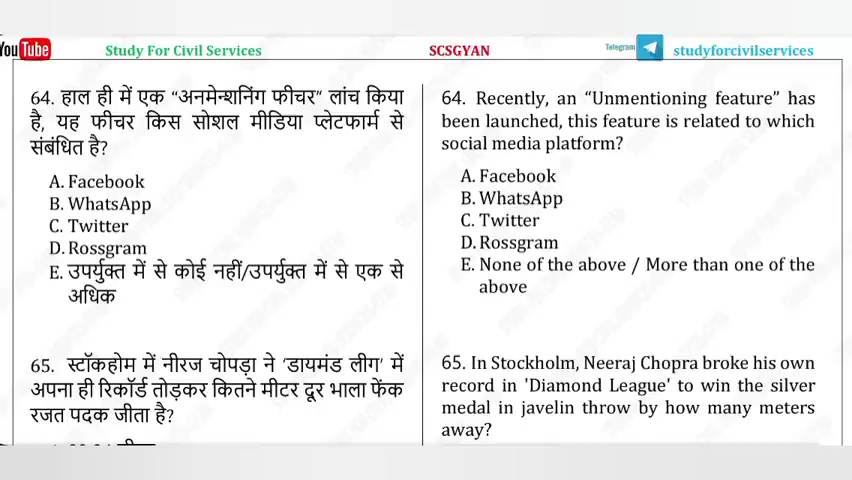 You Tube
Study For Civil Services
SCSGYAN
Telegram
studyforcivilservices
64. हाल ही में एक “अनमेन्शनिंग फीचर” लांच किया
है, यह फीचर किस सोशल मीडिया प्लेटफार्म से
संबंधित है?
A. Facebook
B. WhatsApp
C. Twitter
D. Rossgram
E. उपर्युक्त में से कोई नहीं/उपर्युक्त में से एक से
अधिक
65. स्टॉकहोम में नीरज चोपड़ा ने ‘डायमंड लीग’ में
अपना ही रिकॉर्ड तोड़कर कितने मीटर दूर भाला फेंक
रजत पदक जीता है?
64. Recently, an “Unmentioning feature” has
been launched, this feature is related to which
social media platform?
A. Facebook
B. WhatsApp
C. Twitter
D. Rossgram
E. None of the above / More than one of the
above
65. In Stockholm, Neeraj Chopra broke his own
record in 'Diamond League' to win the silver
medal in javelin throw by how many meters
away?